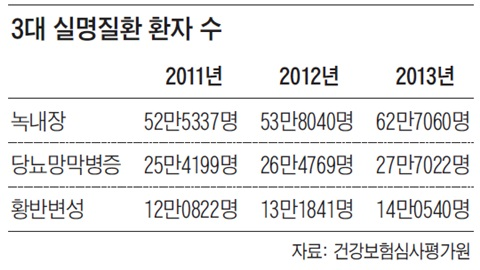 3대 실명질환 환자 수
2011년 2012년 2013년
녹내장 52만5337명 53만8040명 62만7060명
당뇨망막병증 25만4199명 26만4769명 27만7022명
황반변성 12만0822명 13만1841명 14만0540명
자료: 건강보험심사평가원